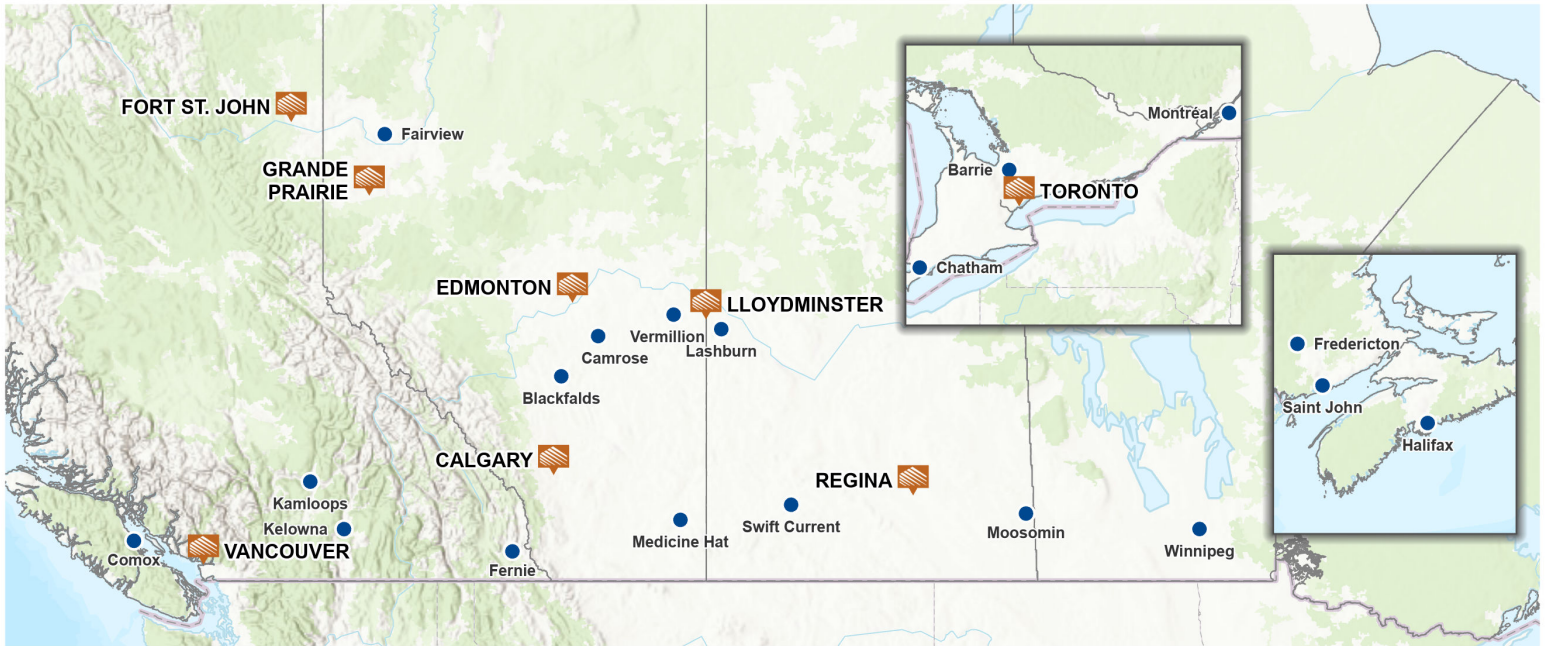 FORT ST. JOHN
Fairview
GRANDE
PRAIRIE
Montréal
Barrie
TORONTO
Chatham
EDMONTON
LLOYDMINSTER
Vermillion
Lashburn
Camrose
Blackfalds
Fredericton
Saint John
Halifax
CALGARY
REGINA
Kamloops
Kelowna
Swift Current
Medicine Hat
Moosomin
Winnipeg
Comox
VANCOUVER
Fernie